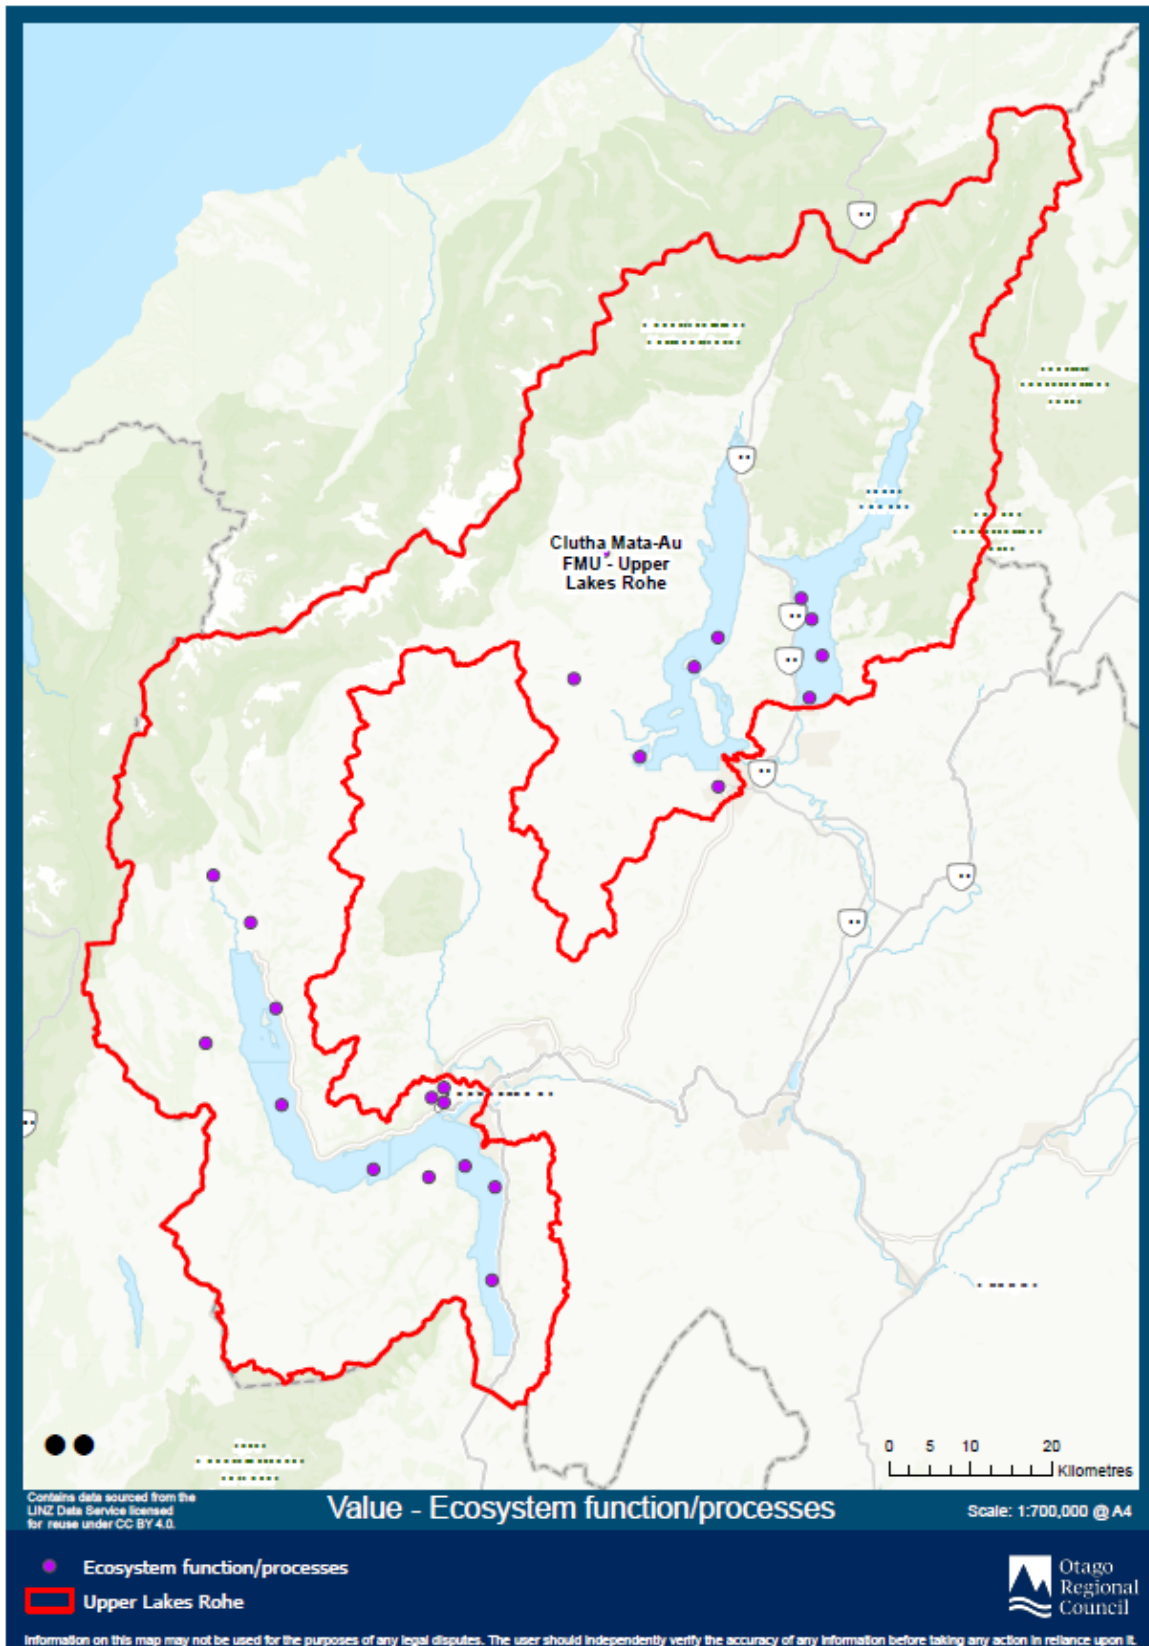 Clutha Mata-Au
FMU - Upper
Lakes Rohe
0 5 10 20
Kilometres
Contains data sourced from the
LINZ Data Service licensed
for reuse under CC BY 4.0.
Value - Ecosystem function/processes
Scale: 1:700,000 @ A4
Ecosystem function/processes
Upper Lakes Rohe
Otago
Regional
Council
Information on this map may not be used for the purposes of any legal disputes. The user should independently verify the accuracy of any information before taking any action in reliance upon it.